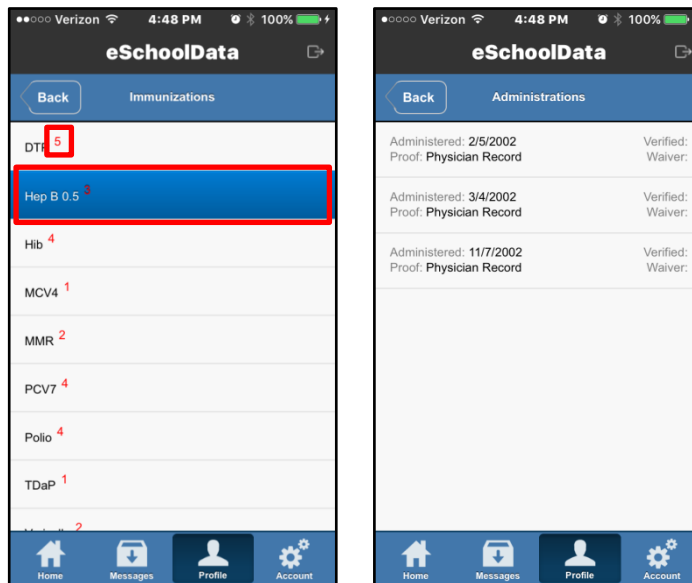 Verizon 4:48 PM 100%
eSchoolData
Back Immunizations
5
Hep B 0.5 3
Hib 4
MCV4 1
MMR 2
PCV7 4
Polio 4
TDaP 1
2
Home Messages Profile Account
Verizon 4:48 PM 100%
eSchoolData
Back Administrations
Administered: 2/5/2002 Verified:
Proof: Physician Record Waiver:
Administered: 3/4/2002 Verified:
Proof: Physician Record Waiver:
Administered: 11/7/2002 Verified:
Proof: Physician Record Waiver:
Home Messages Profile Account